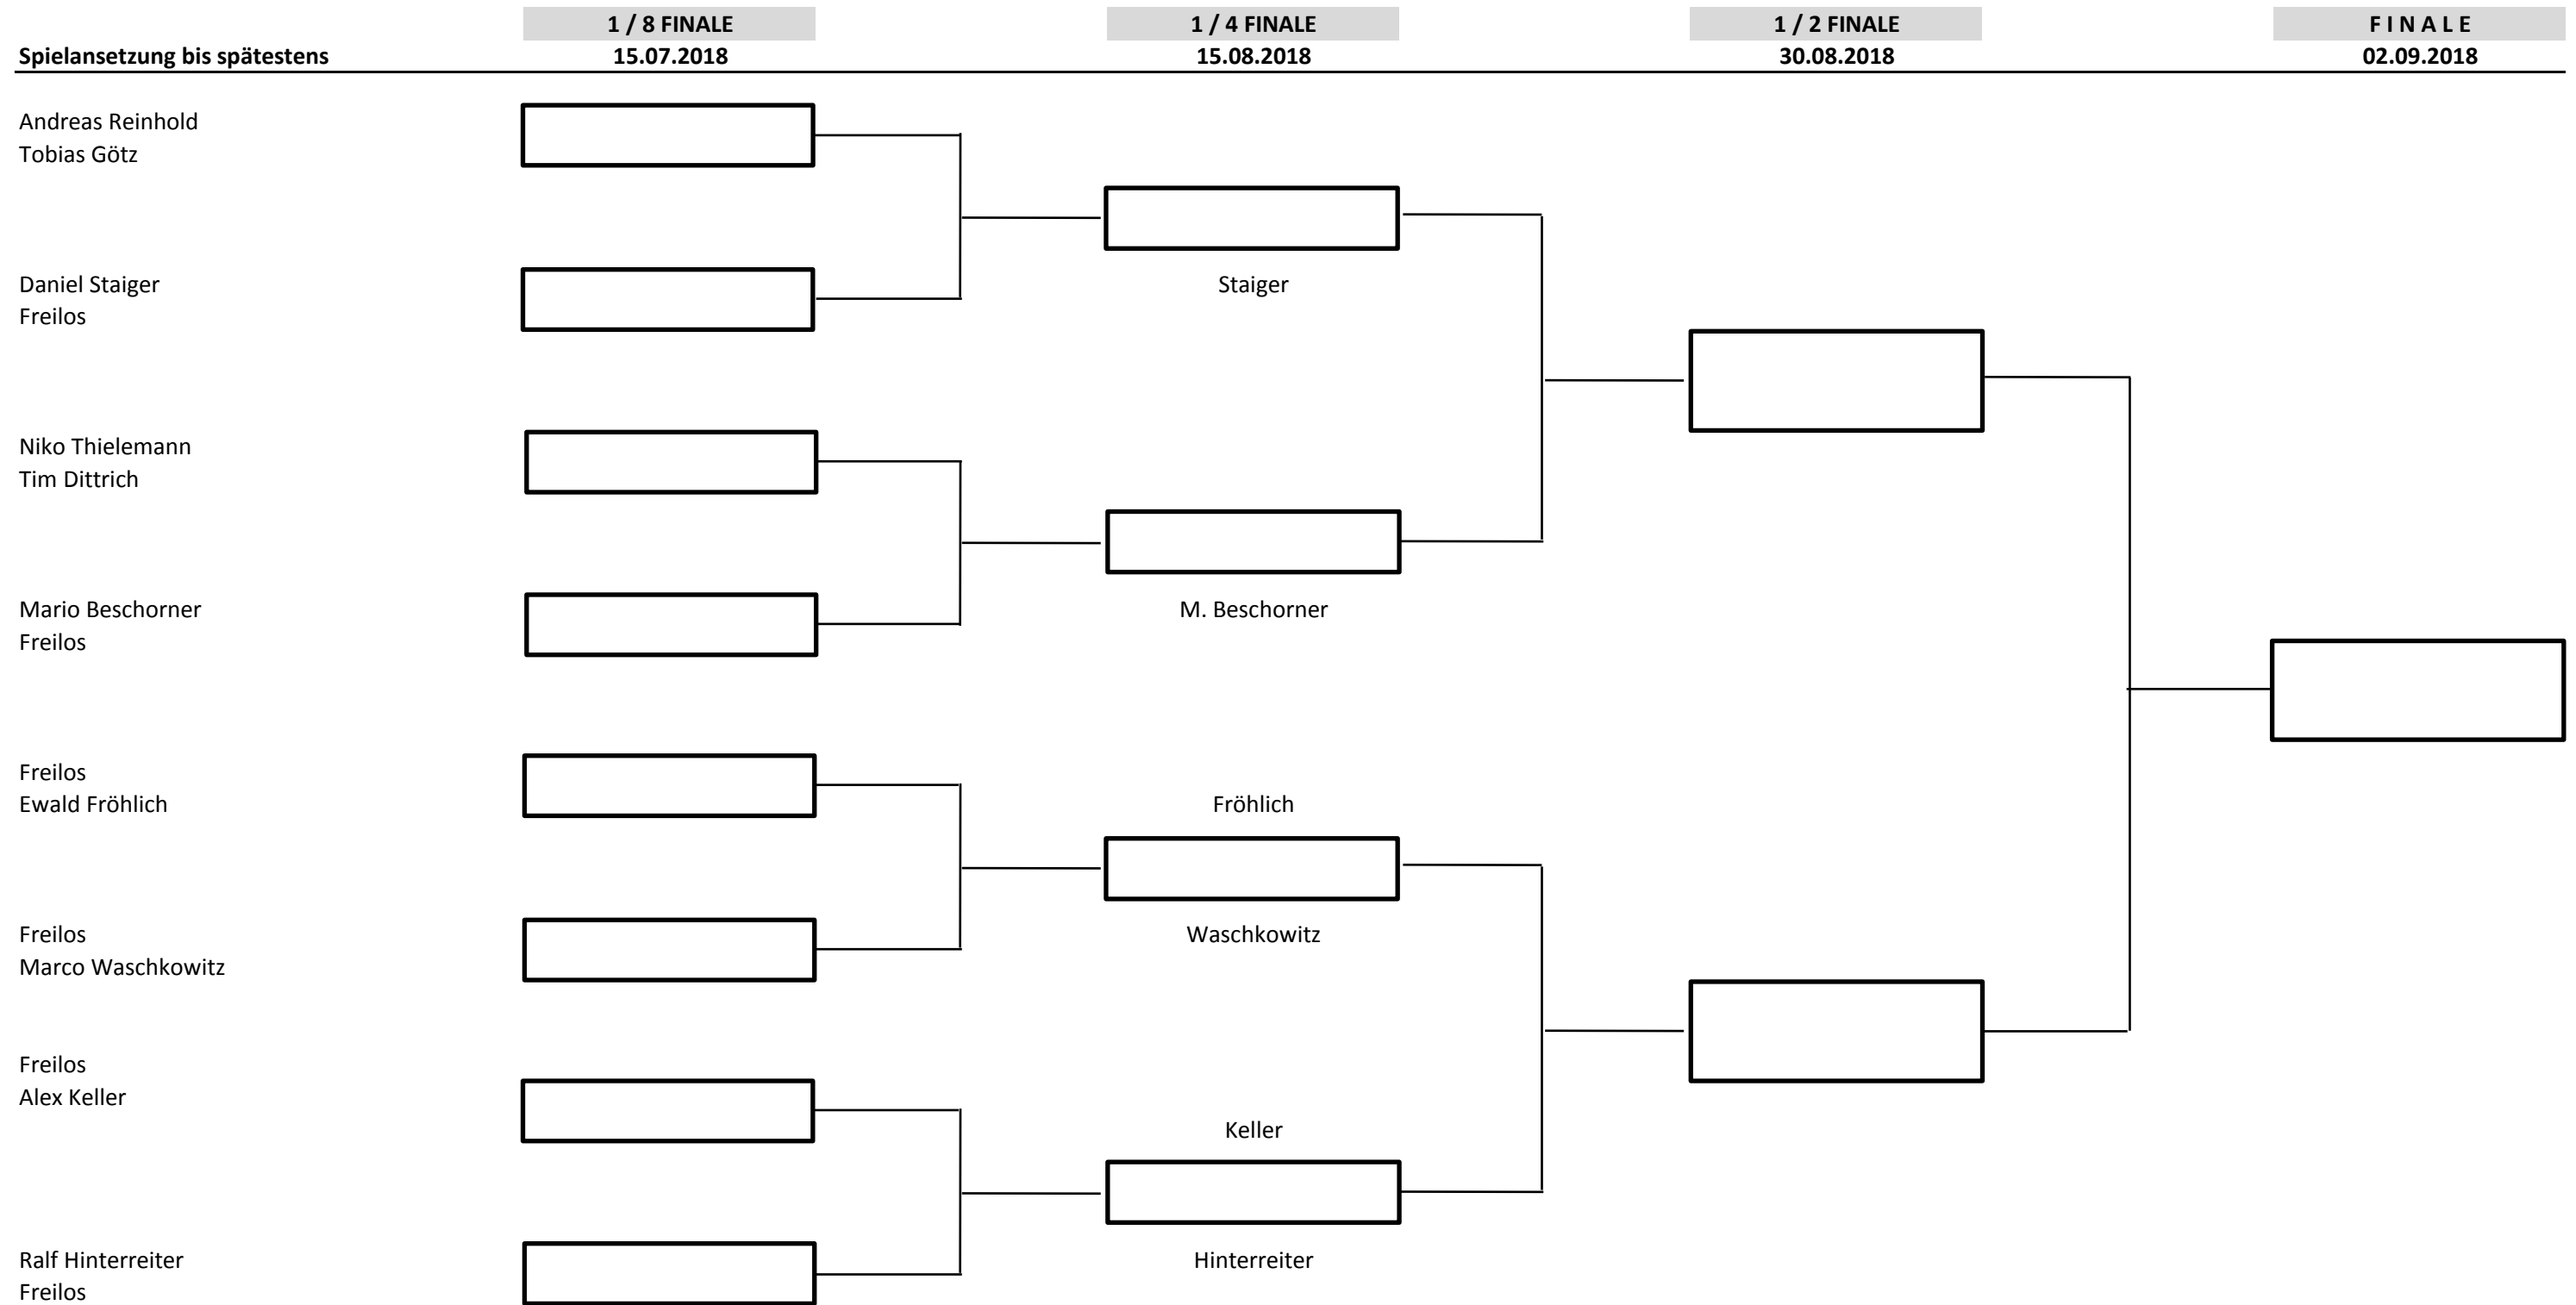 1 / 8 FINALE 1 / 4 FINALE 1 / 2 FINALE F I N A L E
Spielansetzung bis spätestens 15.07.2018 15.08.2018 30.08.2018 02.09.2018
Andreas Reinhold
Tobias Götz
Daniel Staiger Staiger
Freilos
Niko Thielemann
Tim Dittrich
Mario Beschorner M. Beschorner
Freilos
Freilos
Ewald Fröhlich Fröhlich
Freilos Waschkowitz
Marco Waschkowitz
Freilos
Alex Keller
Keller
Ralf Hinterreiter Hinterreiter
Freilos